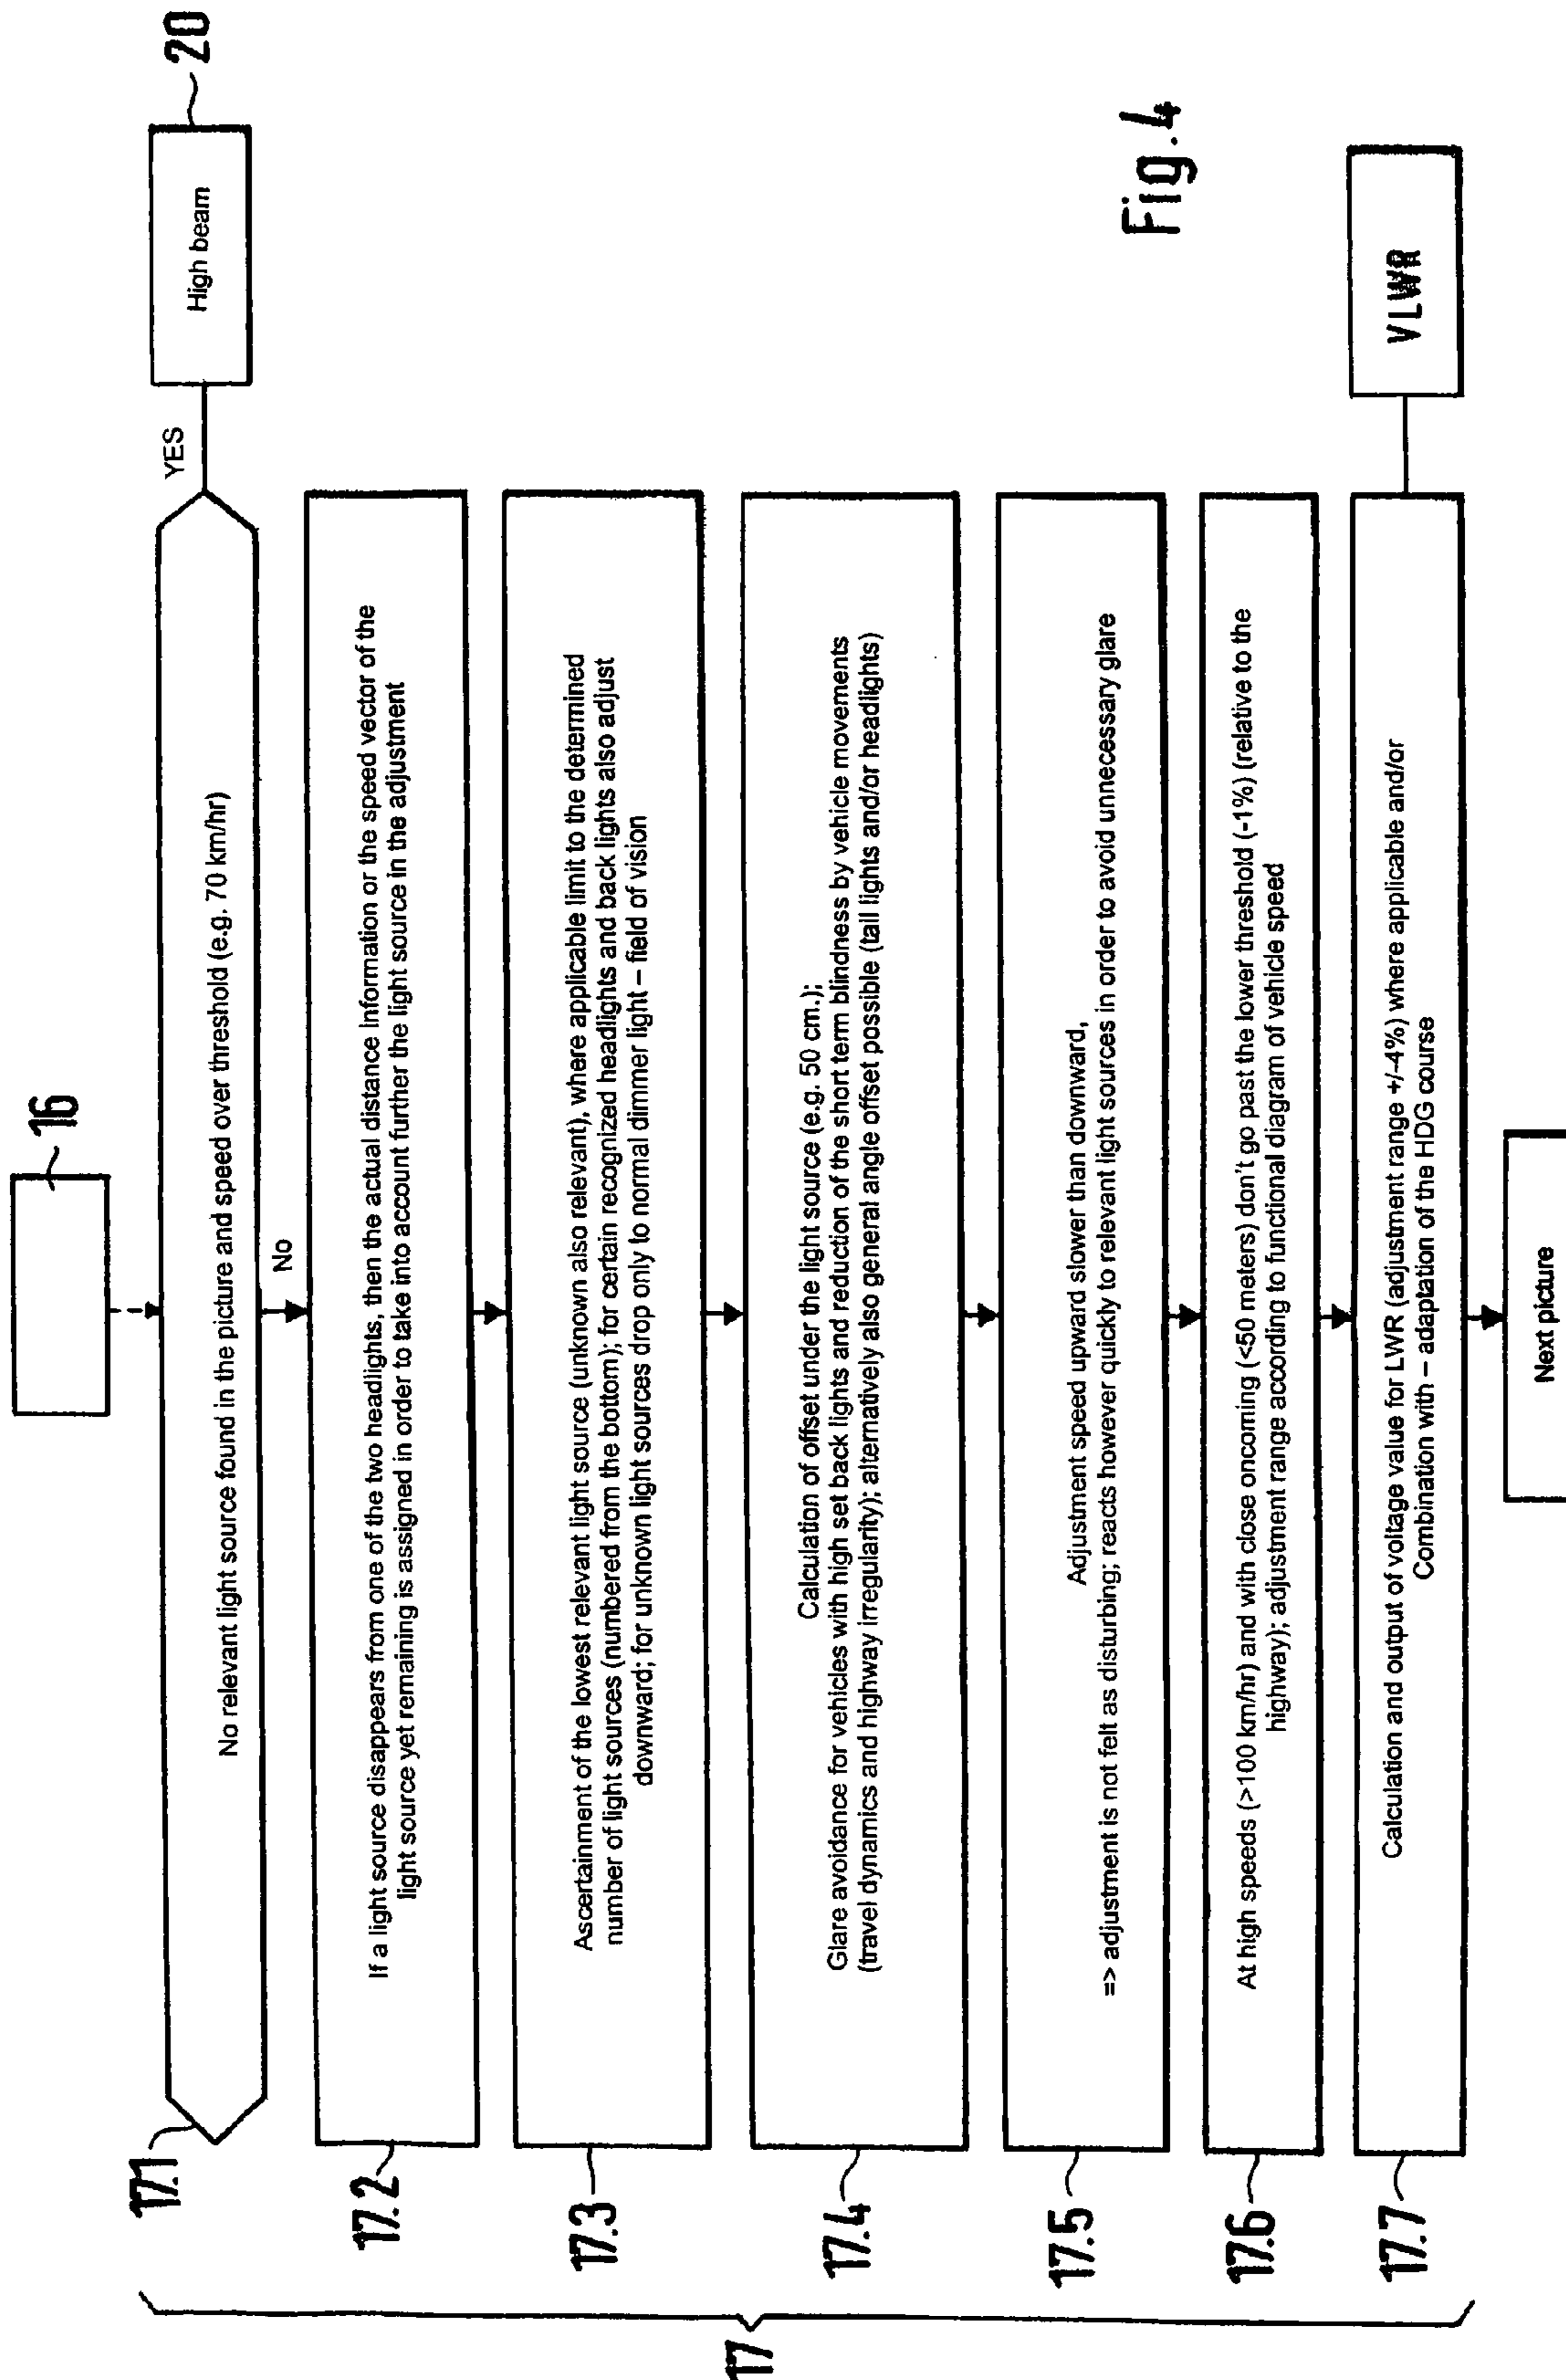 16
17.1
No relevant light source found in the picture and speed over threshold (e.g. 70 km/hr)
YES
High beam
20
No
17.2
If a light source disappears from one of the two headlights, then the actual distance information or the speed vector of the
light source yet remaining is assigned in order to take into account further the light source in the adjustment
17.3
Ascertainment of the lowest relevant light source (unknown also relevant), where applicable limit to the determined
number of light sources (numbered from the bottom); for certain recognized headlights and back lights also adjust
downward; for unknown light sources drop only to normal dimmer light – field of vision
17.4
Calculation of offset under the light source (e.g. 50 cm.);
Glare avoidance for vehicles with high set back lights and reduction of the short term blindness by vehicle movements
(travel dynamics and highway irregularity); alternatively also general angle offset possible (tail lights and/or headlights)
17.5
Adjustment speed upward slower than downward,
=> adjustment is not felt as disturbing; reacts however quickly to relevant light sources in order to avoid unnecessary glare
17.6
At high speeds (>100 km/hr) and with close oncoming (<50 meters) don't go past the lower threshold (-1%) (relative to the
highway); adjustment range according to functional diagram of vehicle speed
17.7
Calculation and output of voltage value for LWR (adjustment range +/-4%) where applicable and/or
Combination with – adaptation of the HDG course
VLWR
Next picture
17
Fig. 4